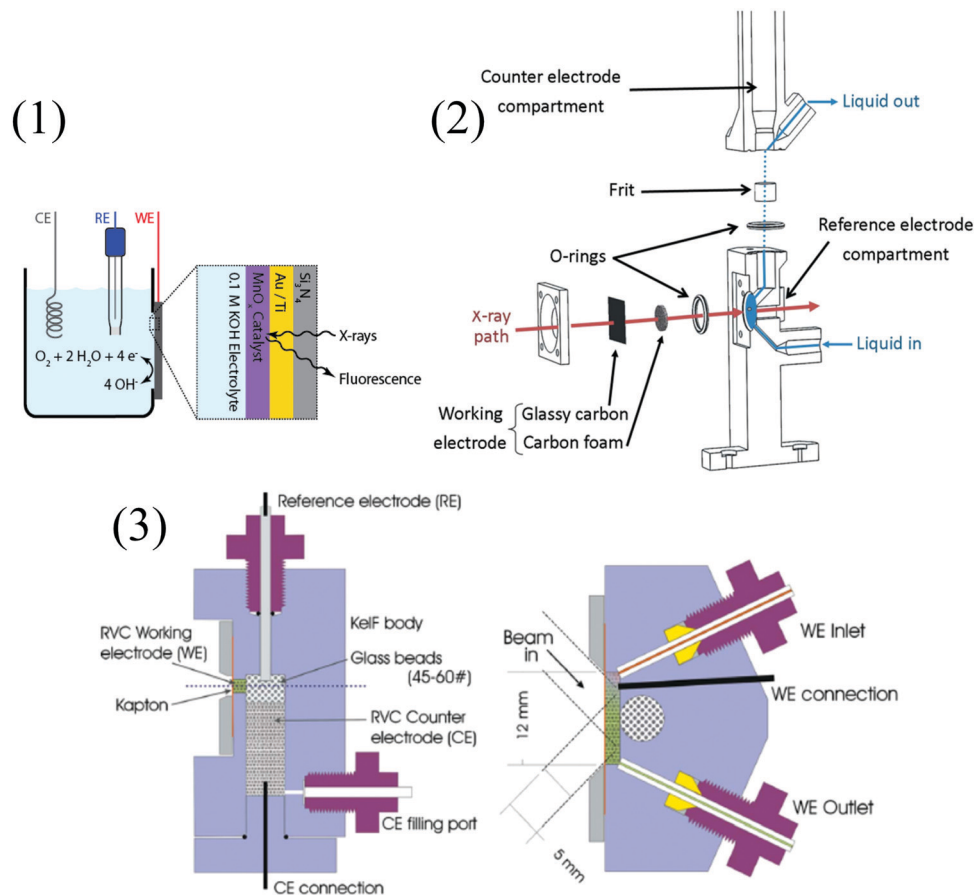 (1)
CE
RE
WE
O₂ + 2 H₂O + 4 e⁻
4 OH⁻
0.1 M KOH Electrolyte
MnOₓ Catalyst
Au /Ti
Si₃N₄
X-rays
Fluorescence
(2)
Counter electrode
compartment
Liquid out
Frit
Reference electrode
compartment
O-rings
X-ray
path
Liquid in
Working
electrode
Glassy carbon
Carbon foam
(3)
Reference electrode (RE)
RVC Working
electrode (WE)
Kapton
KelF body
Glass beads
(45-60#)
RVC Counter
electrode (CE)
CE filling port
CE connection
Beam
in
12 mm
5 mm
WE Inlet
WE connection
WE Outlet